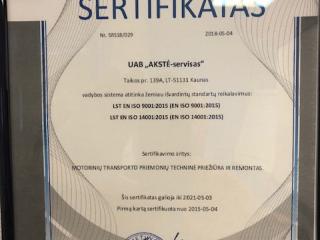 SERTIFIKATAS
2018-05-04
UAB „AKSTĖ-servisas“
Taikos pr. 139A, LT-51131 Kaunas
vadybos sistema atitinka žemiau išvardintų standartų reikalavimus:
LST EN ISO 9001:2015 (EN ISO 9001:2015)
LST EN ISO 14001:2015 (EN ISO 14001:2015)
Sertifikavimo sritys:
MOTORINIŲ TRANSPORTO PRIEMONIŲ TECHNINĖ PRIEŽIŪRA IR REMONTAS.
Šis sertifikatas galioja iki 2021-05-03
Pirmą kartą sertifikuota nuo 2015-05-04